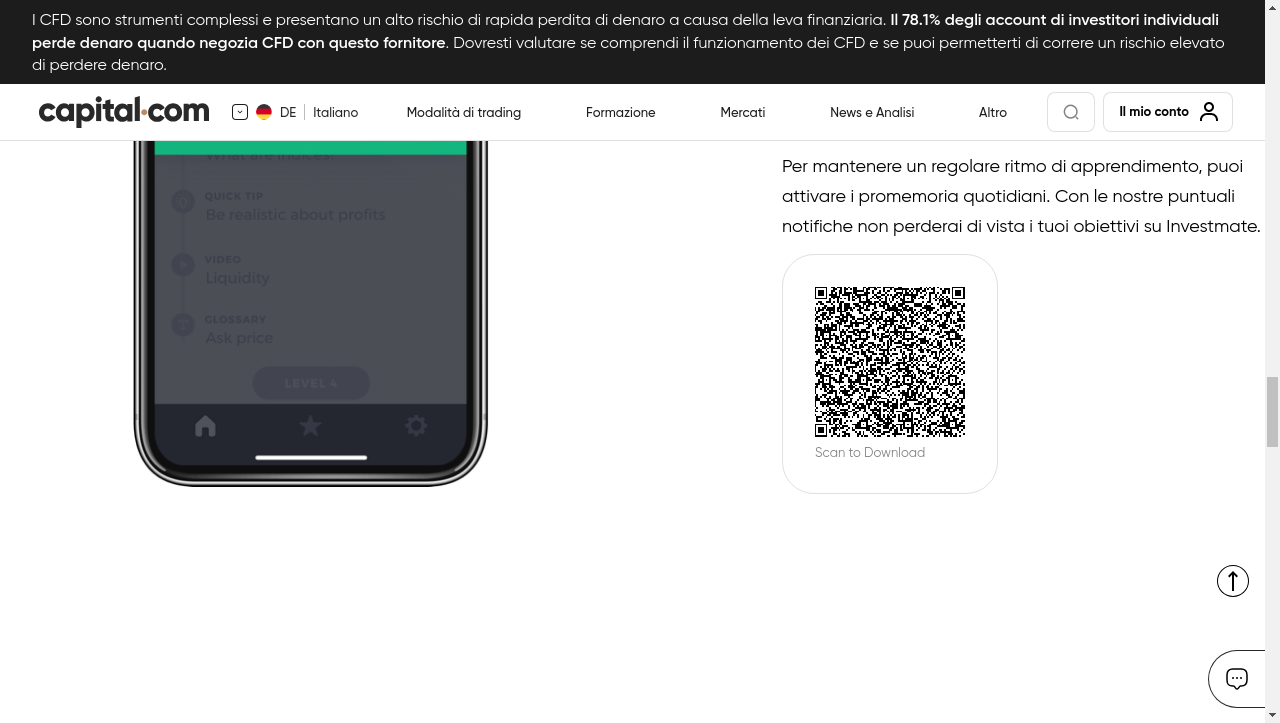 I CFD sono strumenti complessi e presentano un alto rischio di rapida perdita di denaro a causa della leva finanziaria. Il 78.1% degli account di investitori individuali
perde denaro quando negozia CFD con questo fornitore. Dovresti valutare se comprendi il funzionamento dei CFD e se puoi permetterti di correre un rischio elevato
di perdere denaro.
capital.com DE Italiano Modalità di trading Formazione Mercati News e Analisi Altro Il mio conto
What are indices?
QUICK TIP
Be realistic about profits
VIDEO
Liquidity
GLOSSARY
Ask price
LEVEL 4
Per mantenere un regolare ritmo di apprendimento, puoi
attivare i promemoria quotidiani. Con le nostre puntuali
notifiche non perderai di vista i tuoi obiettivi su Investmate.
Scan to Download